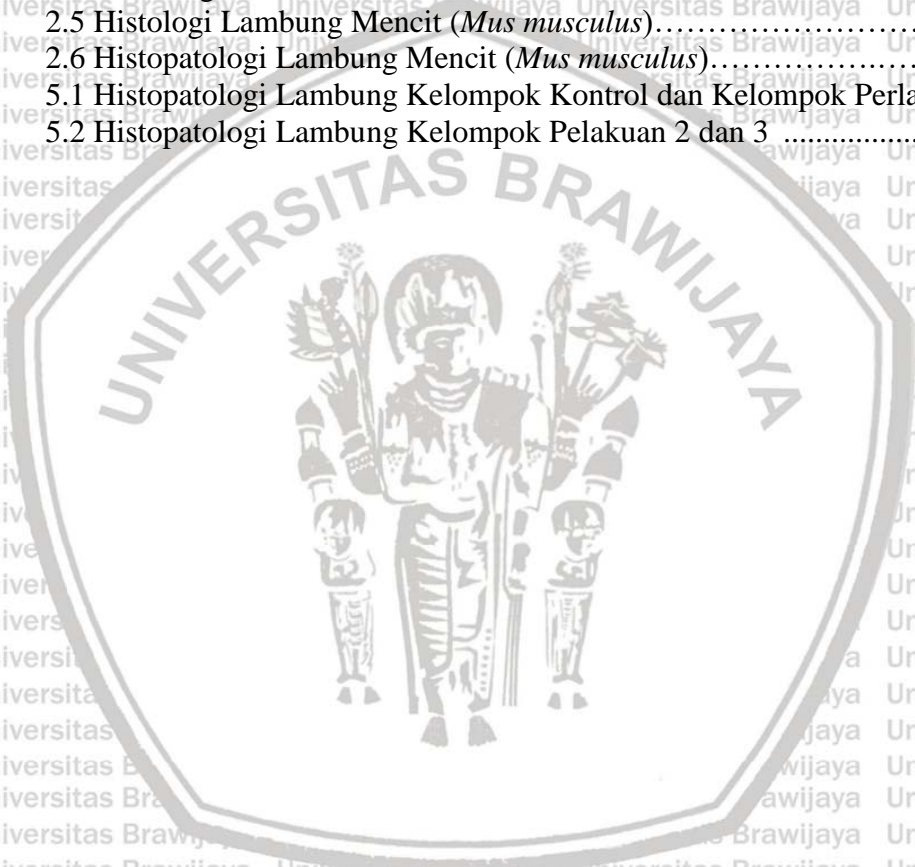 2.5 Histologi Lambung Mencit (Mus musculus)……………………
2.6 Histopatologi Lambung Mencit (Mus musculus)…………………
5.1 Histopatologi Lambung Kelompok Kontrol dan Kelompok Perla
5.2 Histopatologi Lambung Kelompok Pelakuan 2 dan 3 ................
UNIVERSITAS BRAWIJAYA